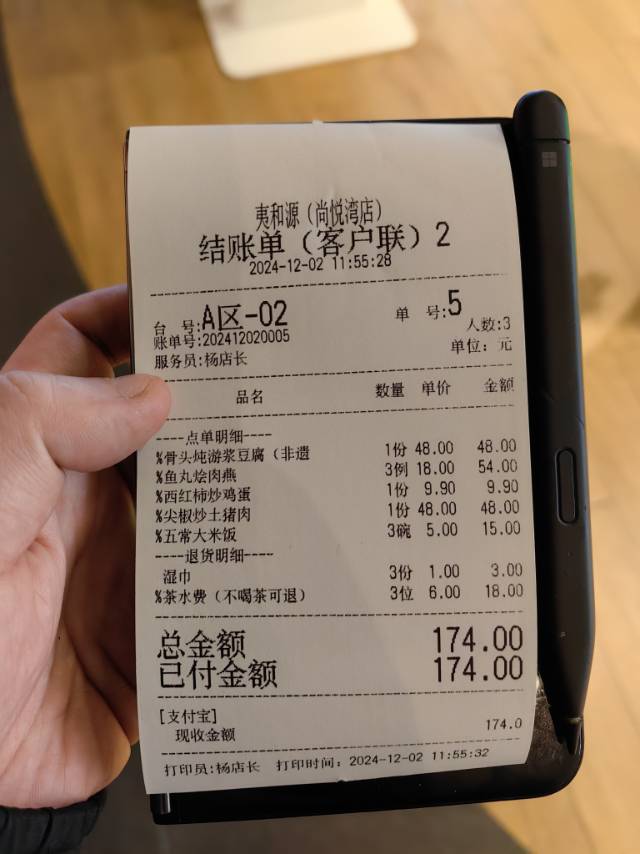 夷和源（尚悦湾店）
结账单（客户联）2
2024-12-02 11:55:28
台 号:A区-02 单 号:5
账单号:202412020005 人数:3
服务员:杨店长 单位: 元
品名 数量 单价 金额
----点单明细----
%骨头炖游浆豆腐（非遗 1份 48.00 48.00
%鱼丸烩肉燕 3例 18.00 54.00
%西红柿炒鸡蛋 1份 9.90 9.90
%尖椒炒土猪肉 1份 48.00 48.00
%五常大米饭 3碗 5.00 15.00
----退货明细----
湿巾 3份 1.00 3.00
%茶水费（不喝茶可退） 3位 6.00 18.00
总金额 174.00
已付金额 174.00
[支付宝]
现收金额 174.0
打印员:杨店长 打印时间: 2024-12-02 11:55:32